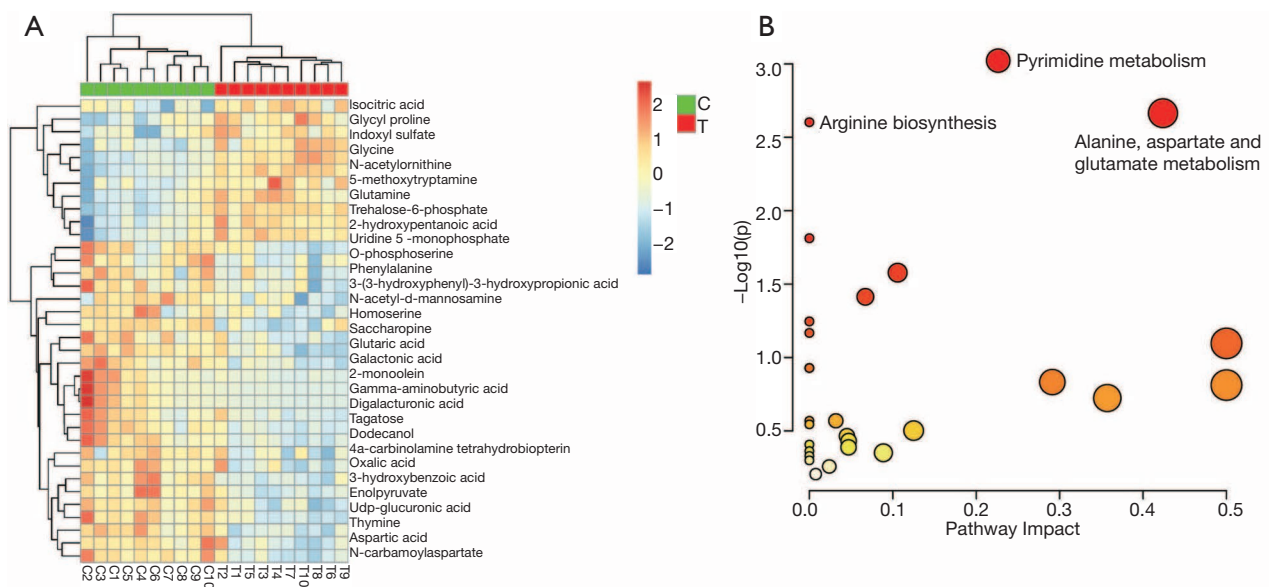 A
Isocitric acid
Glycyl proline
Indoxyl sulfate
Glycine
N-acetylornithine
5-methoxytryptamine
Glutamine
Trehalose-6-phosphate
2-hydroxypentanoic acid
Uridine 5 -monophosphate
O-phosphoserine
Phenylalanine
3-(3-hydroxyphenyl)-3-hydroxypropionic acid
N-acetyl-d-mannosamine
Homoserine
Saccharopine
Glutaric acid
Galactonic acid
2-monoolein
Gamma-aminobutyric acid
Digalacturonic acid
Tagatose
Dodecanol
4a-carbinolamine tetrahydrobiopterin
Oxalic acid
3-hydroxybenzoic acid
Enolpyruvate
Udp-glucuronic acid
Thymine
Aspartic acid
N-carbamoylaspartate
C2 C3 C1 C5 C4 C6 C7 C8 C9 C10 T2 T1 T5 T3 T4 T7 T10 T8 T6 T9
2
1
0
−1
−2
C
T
B
−Log10(p)
3.0
2.5
2.0
1.5
1.0
0.5
Pyrimidine metabolism
Arginine biosynthesis
Alanine, aspartate and
glutamate metabolism
0.0 0.1 0.2 0.3 0.4 0.5
Pathway Impact